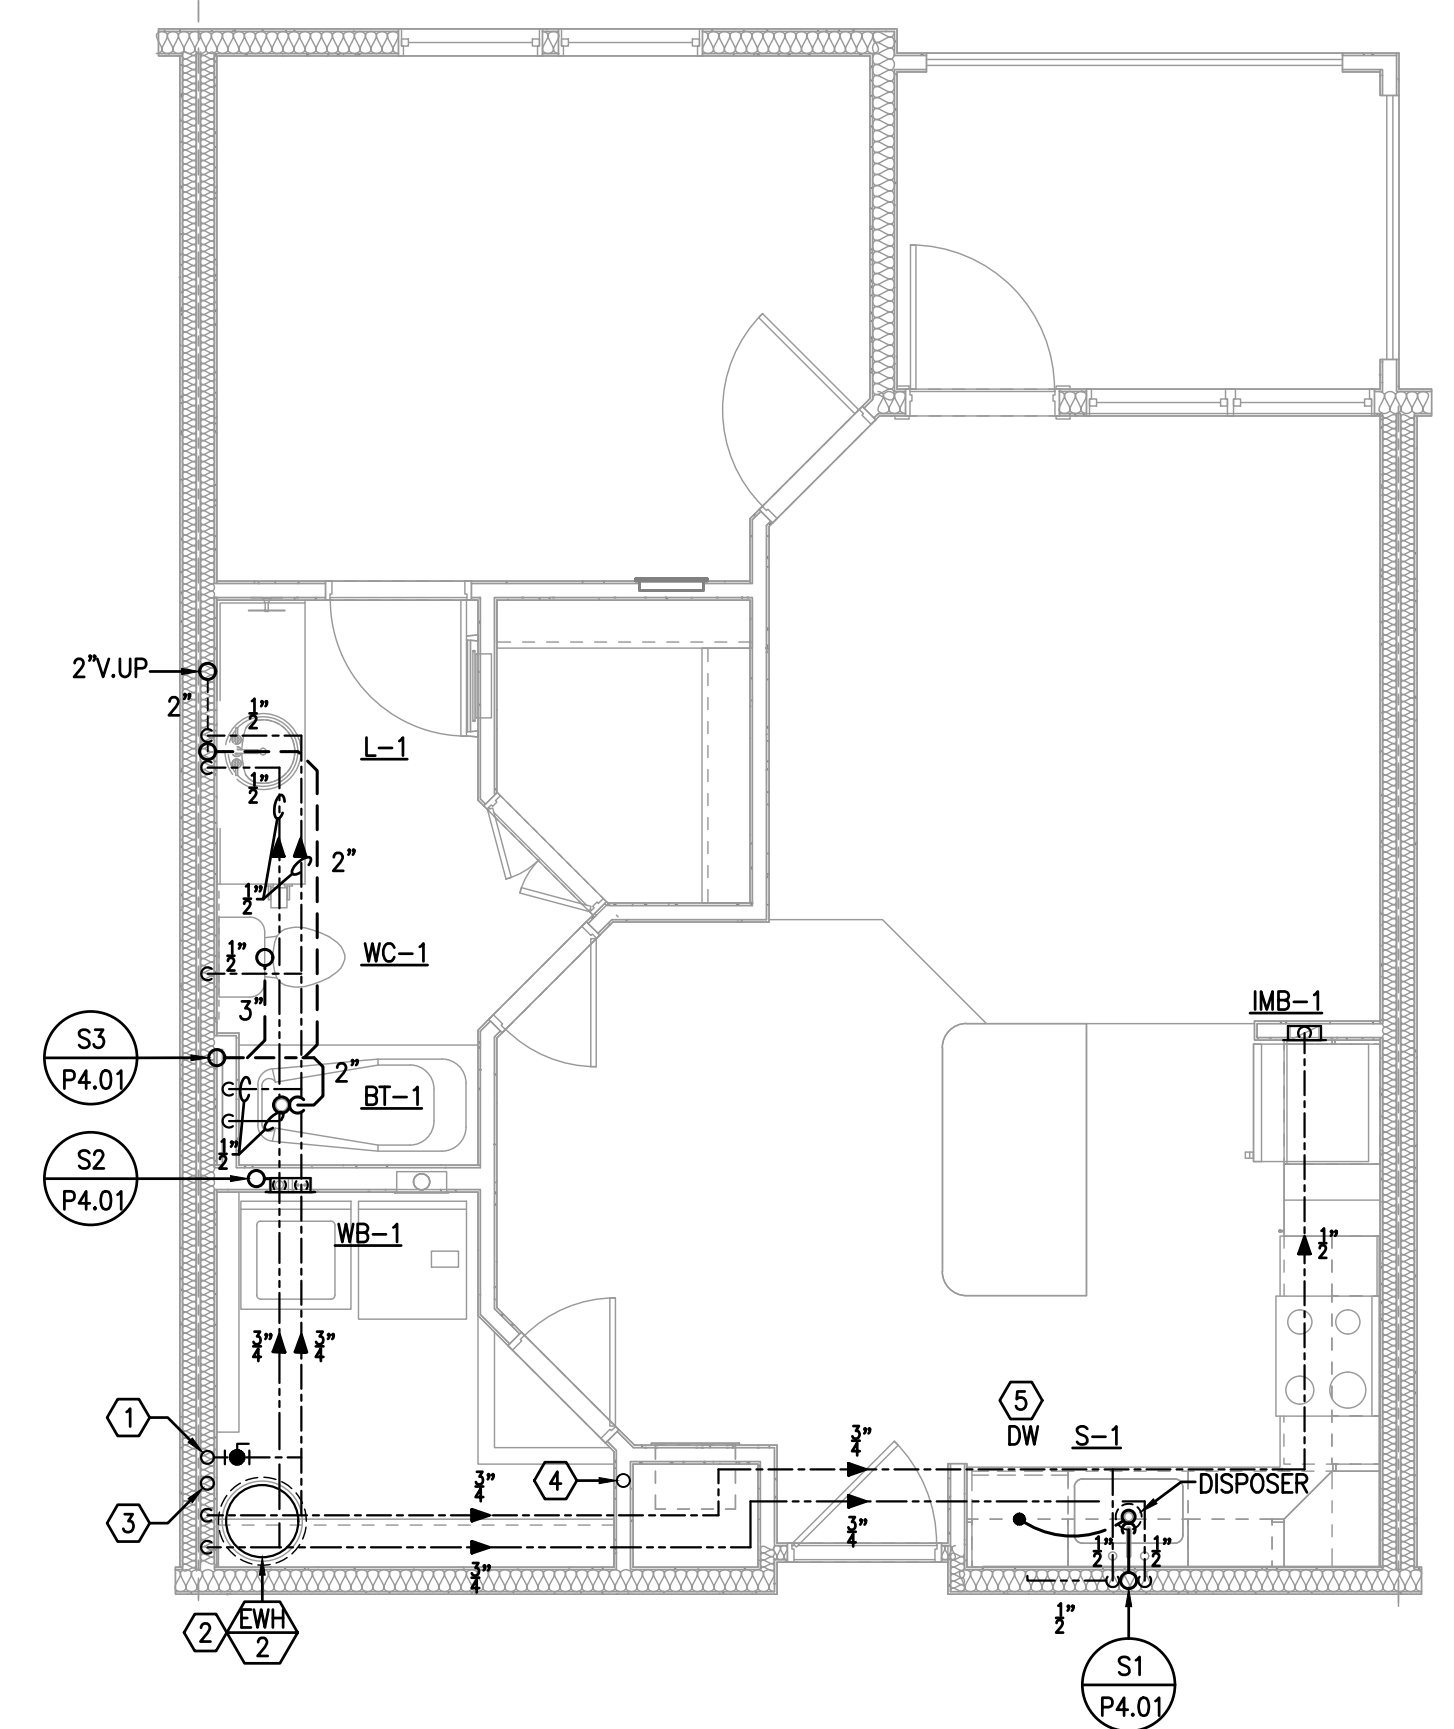 2”V.UP
2”
1/2”
L-1
1/2”
2”
1/2”
1/2”
WC-1
3”
IMB-1
S3
P4.01
2”
BT-1
1/2”
S2
P4.01
WB-1
1/2”
3/4”
3/4”
1
5
DW
S-1
3/4”
4
3/4”
DISPOSER
3
3/4”
1/2”
1/2”
3/4”
1/2”
2
EWH
2
S1
P4.01